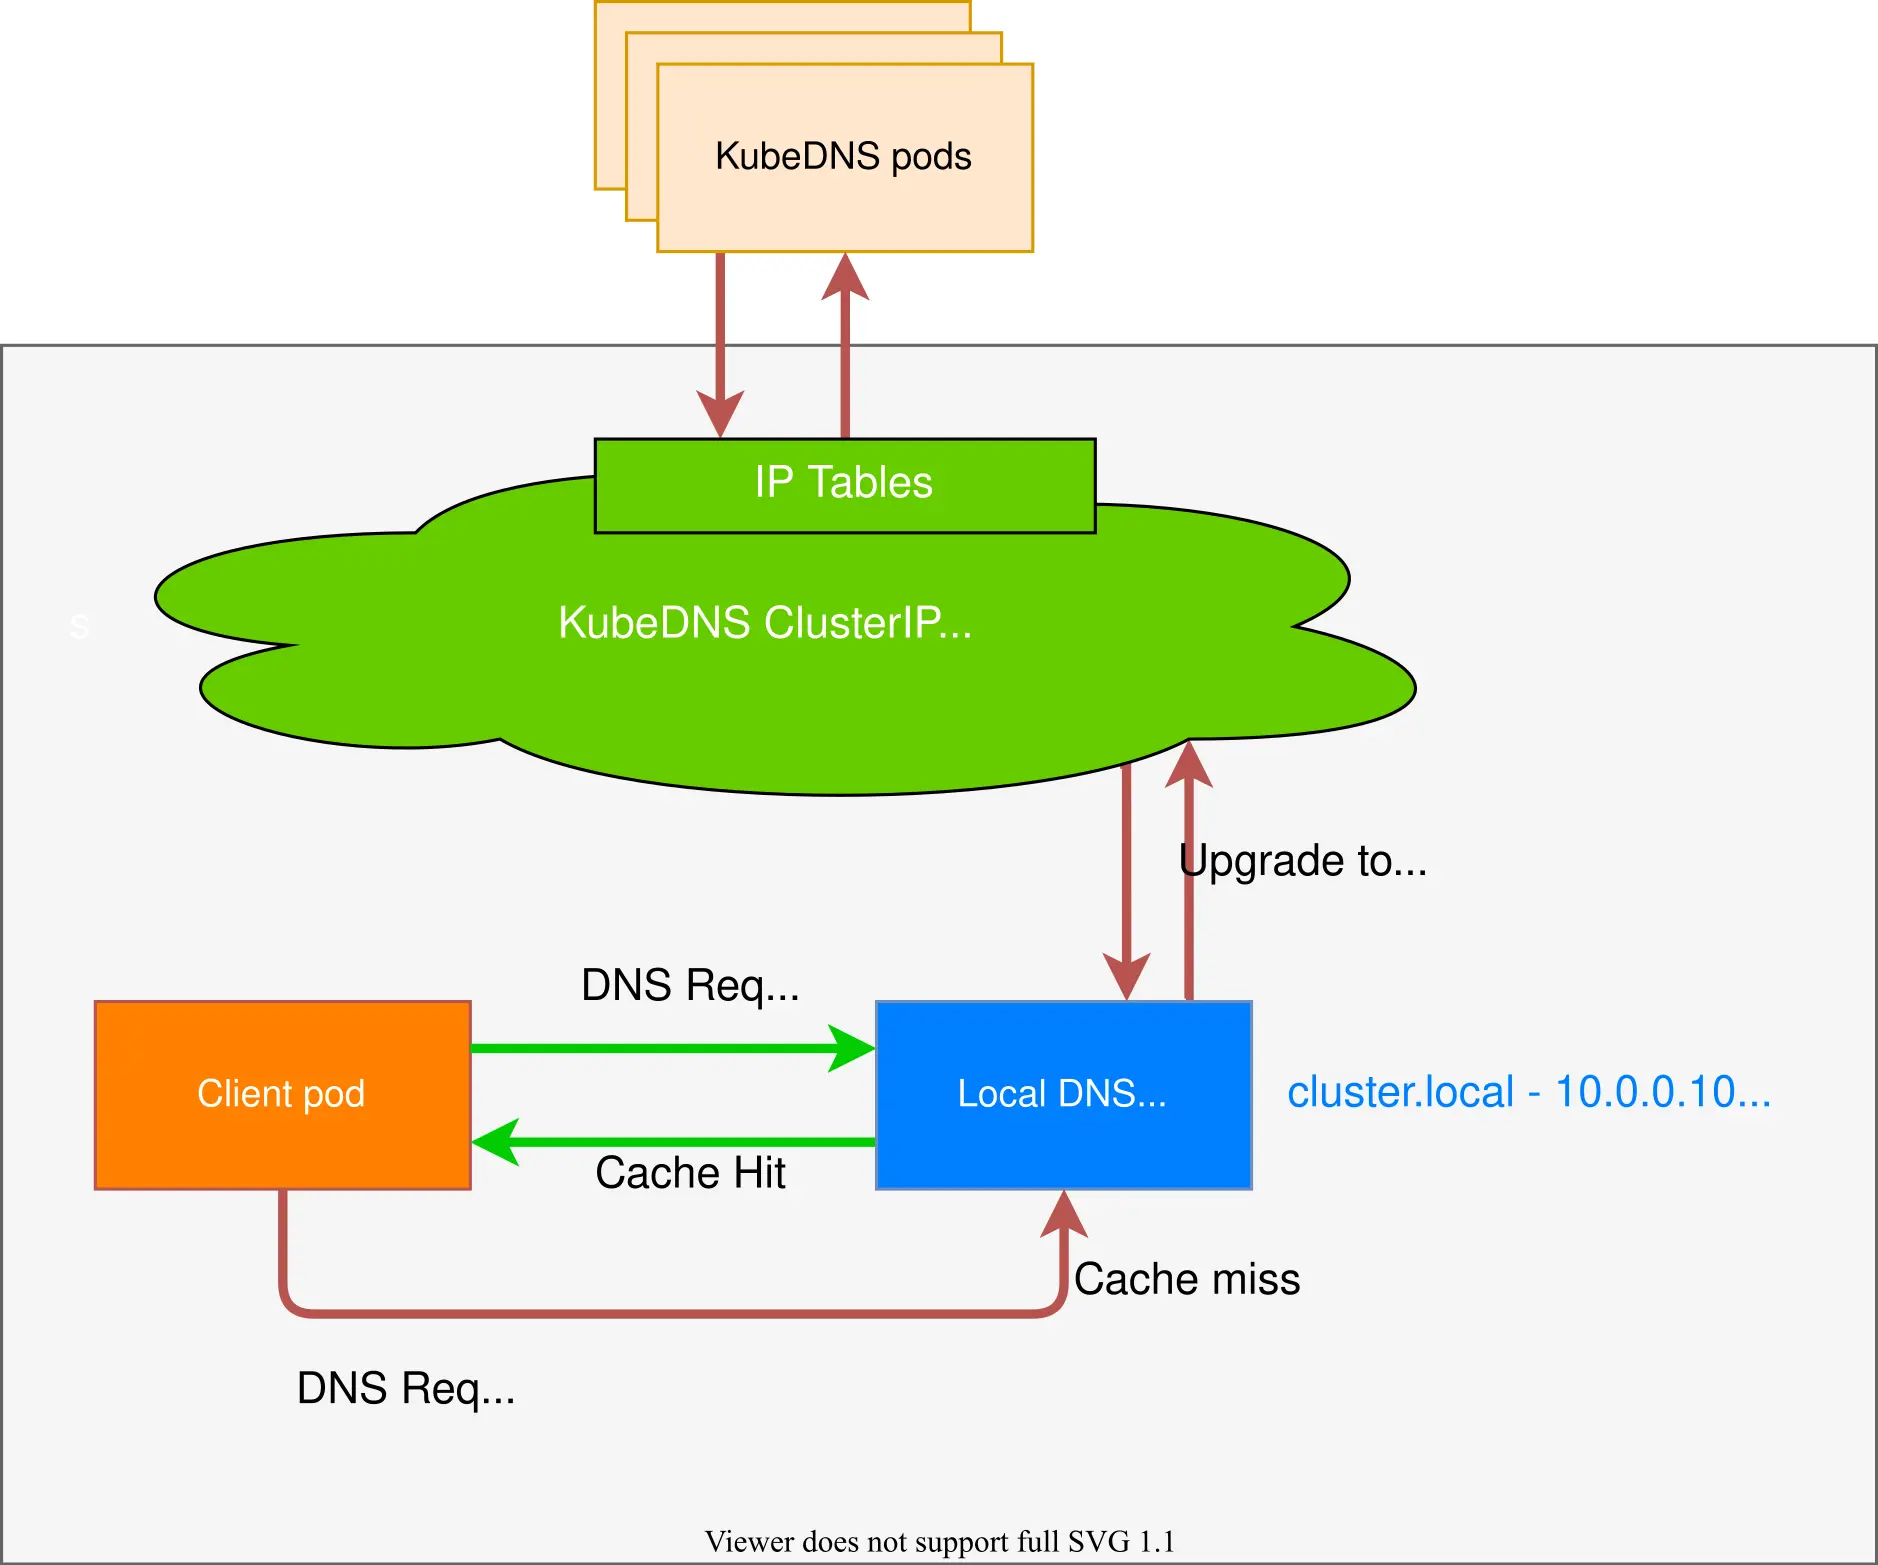 KubeDNS pods
IP Tables
s
KubeDNS ClusterIP...
Upgrade to...
DNS Req...
Client pod
Local DNS...
cluster.local - 10.0.0.10...
Cache Hit
Cache miss
DNS Req...
Viewer does not support full SVG 1.1